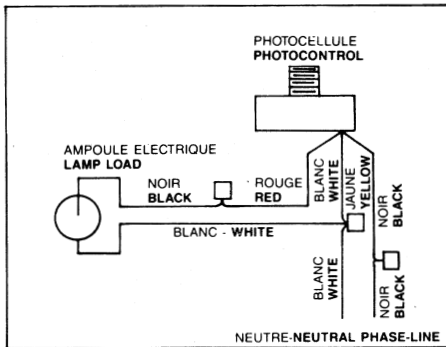 PHOTOCELLULE
PHOTOCONTROL
AMPOULE ELECTRIQUE
LAMP LOAD
NOIR
BLACK
ROUGE
RED
BLANC
WHITE
JAUNE
YELLOW
NOIR
BLACK
BLANC - WHITE
BLANC
WHITE
NOIR
BLACK
NEUTRE-NEUTRAL PHASE-LINE